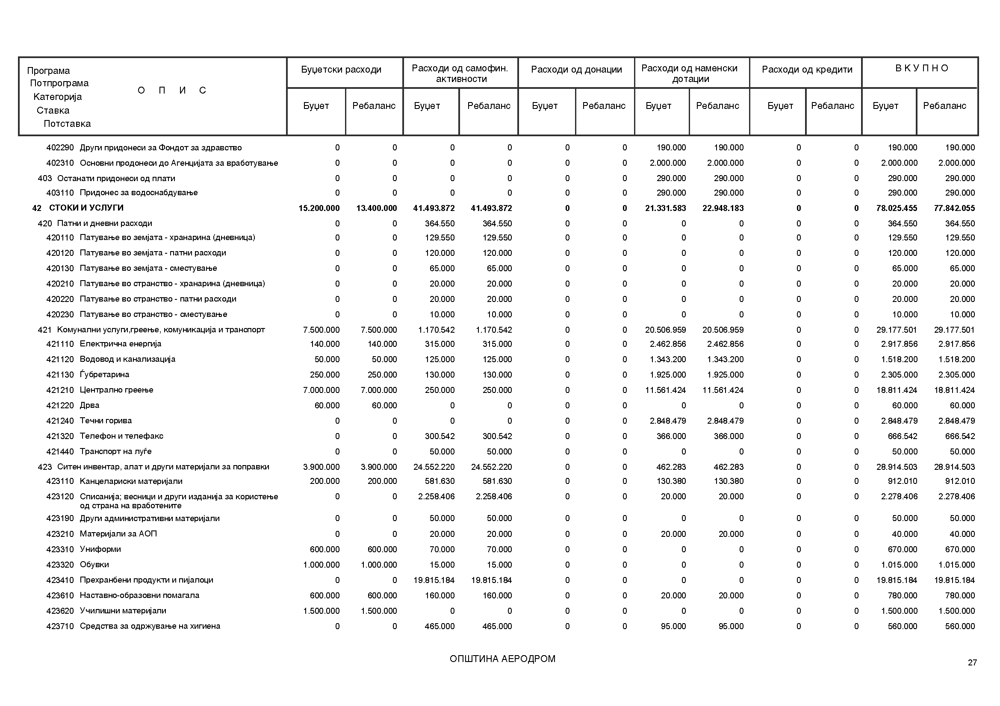 Програма
Потпрограма
Категорија
Ставка
Потставка
О П И С
Буџетски расходи Расходи од самофин. активности Расходи од донации Расходи од наменски дотации Расходи од кредити В К У П Н О
Буџет Ребаланс Буџет Ребаланс Буџет Ребаланс Буџет Ребаланс Буџет Ребаланс Буџет Ребаланс
402290 Други придонеси за Фондот за здравство 0 0 0 0 0 0 190.000 190.000 0 0 190.000 190.000
402310 Основни продонеси до Агенцијата за вработување 0 0 0 0 0 0 2.000.000 2.000.000 0 0 2.000.000 2.000.000
403 Останати придонеси од плати 0 0 0 0 0 0 290.000 290.000 0 0 290.000 290.000
403110 Придонес за водоснабдување 0 0 0 0 0 0 290.000 290.000 0 0 290.000 290.000
42 СТОКИ И УСЛУГИ 15.200.000 13.400.000 41.493.872 41.493.872 0 0 21.331.583 22.948.183 0 0 78.025.455 77.842.055
420 Патни и дневни расходи 0 0 364.550 364.550 0 0 0 0 0 0 364.550 364.550
420110 Патување во земјата - хранарина (дневница) 0 0 129.550 129.550 0 0 0 0 0 0 129.550 129.550
420120 Патување во земјата - патни расходи 0 0 120.000 120.000 0 0 0 0 0 0 120.000 120.000
420130 Патување во земјата - сместување 0 0 65.000 65.000 0 0 0 0 0 0 65.000 65.000
420210 Патување во странство - хранарина (дневница) 0 0 20.000 20.000 0 0 0 0 0 0 20.000 20.000
420220 Патување во странство - патни расходи 0 0 20.000 20.000 0 0 0 0 0 0 20.000 20.000
420230 Патување во странство - сместување 0 0 10.000 10.000 0 0 0 0 0 0 10.000 10.000
421 Комунални услуги,греење, комуникација и транспорт 7.500.000 7.500.000 1.170.542 1.170.542 0 0 20.506.959 20.506.959 0 0 29.177.501 29.177.501
421110 Електрична енергија 140.000 140.000 315.000 315.000 0 0 2.462.856 2.462.856 0 0 2.917.856 2.917.856
421120 Водовод и канализација 50.000 50.000 125.000 125.000 0 0 1.343.200 1.343.200 0 0 1.518.200 1.518.200
421130 Ѓубретарина 250.000 250.000 130.000 130.000 0 0 1.925.000 1.925.000 0 0 2.305.000 2.305.000
421210 Централно греење 7.000.000 7.000.000 250.000 250.000 0 0 11.561.424 11.561.424 0 0 18.811.424 18.811.424
421220 Дрва 60.000 60.000 0 0 0 0 0 0 0 0 60.000 60.000
421240 Течни горива 0 0 0 0 0 0 2.848.479 2.848.479 0 0 2.848.479 2.848.479
421320 Телефон и телефакс 0 0 300.542 300.542 0 0 366.000 366.000 0 0 666.542 666.542
421440 Транспорт на луѓе 0 0 50.000 50.000 0 0 0 0 0 0 50.000 50.000
423 Ситен инвентар, алат и други материјали за поправки 3.900.000 3.900.000 24.552.220 24.552.220 0 0 462.283 462.283 0 0 28.914.503 28.914.503
423110 Канцелариски материјали 200.000 200.000 581.630 581.630 0 0 130.380 130.380 0 0 912.010 912.010
423120 Списанија; весници и други изданија за користење 0 0 2.258.406 2.258.406 0 0 20.000 20.000 0 0 2.278.406 2.278.406
од страна на вработените
423190 Други административни материјали 0 0 50.000 50.000 0 0 0 0 0 0 50.000 50.000
423210 Материјали за АОП 0 0 20.000 20.000 0 0 20.000 20.000 0 0 40.000 40.000
423310 Униформи 600.000 600.000 70.000 70.000 0 0 0 0 0 0 670.000 670.000
423320 Обувки 1.000.000 1.000.000 15.000 15.000 0 0 0 0 0 0 1.015.000 1.015.000
423410 Прехранбени продукти и пијалоци 0 0 19.815.184 19.815.184 0 0 0 0 0 0 19.815.184 19.815.184
423610 Наставно-образовни помагала 600.000 600.000 160.000 160.000 0 0 20.000 20.000 0 0 780.000 780.000
423620 Училишни материјали 1.500.000 1.500.000 0 0 0 0 0 0 0 0 1.500.000 1.500.000
423710 Средства за одржување на хигиена 0 0 465.000 465.000 0 0 95.000 95.000 0 0 560.000 560.000
ОПШТИНА АЕРОДРОМ
27